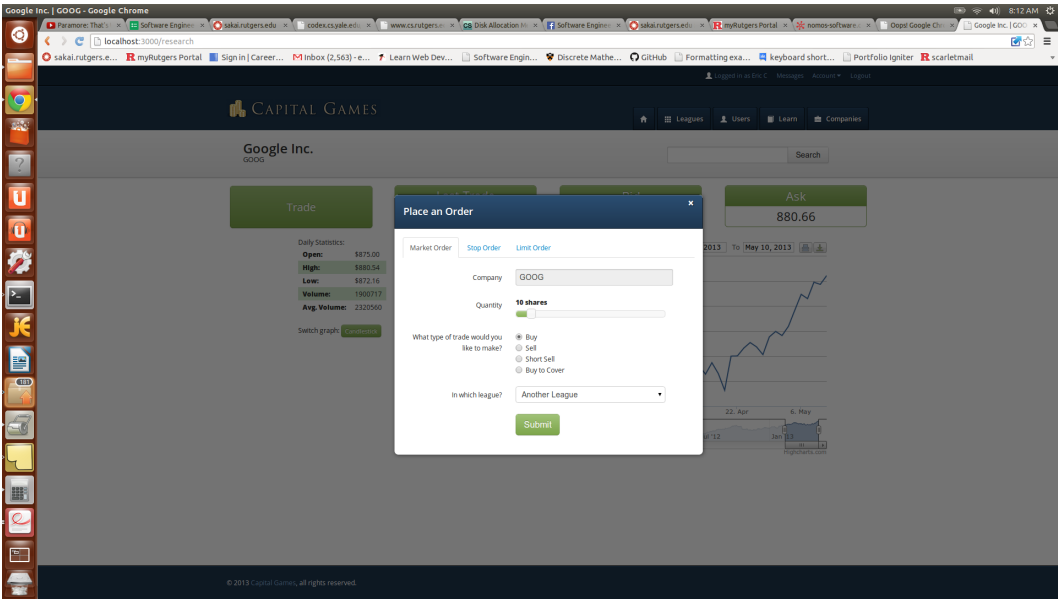 Google Inc. | GOOG - Google Chrome
8:12 AM
Paramore: That's
Software Enginee
sakai.rutgers.edu
codex.cs.yale.edu
www.cs.rutgers.e
CS Disk Allocation M
Software Enginee
sakai.rutgers.edu
myRutgers Portal
nomos-software
Oops! Google Ch
Google Inc. | GOO
localhost:3000/research
sakai.rutgers.e...
myRutgers Portal
Sign in | Career...
Inbox (2,563) - e...
Learn Web Dev...
Software Engin...
Discrete Mathe...
GitHub
Formatting exa...
keyboard short...
Portfolio Igniter
scarletmail
Logged in as Eric C
Messages
Account
Logout
CAPITAL GAMES
Leagues
Users
Learn
Companies
Google Inc.
GOOG
Search
Trade
Ask
880.66
Place an Order
×
Market Order
Stop Order
Limit Order
Company
GOOG
Quantity
10 shares
What type of trade would you
like to make?
Buy
Sell
Short Sell
Buy to Cover
In which league?
Another League
Submit
Daily Statistics:
Open: $875.00
High: $880.54
Low: $872.16
Volume: 1900717
Avg. Volume: 2320560
Switch graph: Candlestick
2013 To May 10, 2013
22. Apr
6. May
Jul '12
Jan '13
Highcharts.com
181
© 2013 Capital Games, all rights reserved.